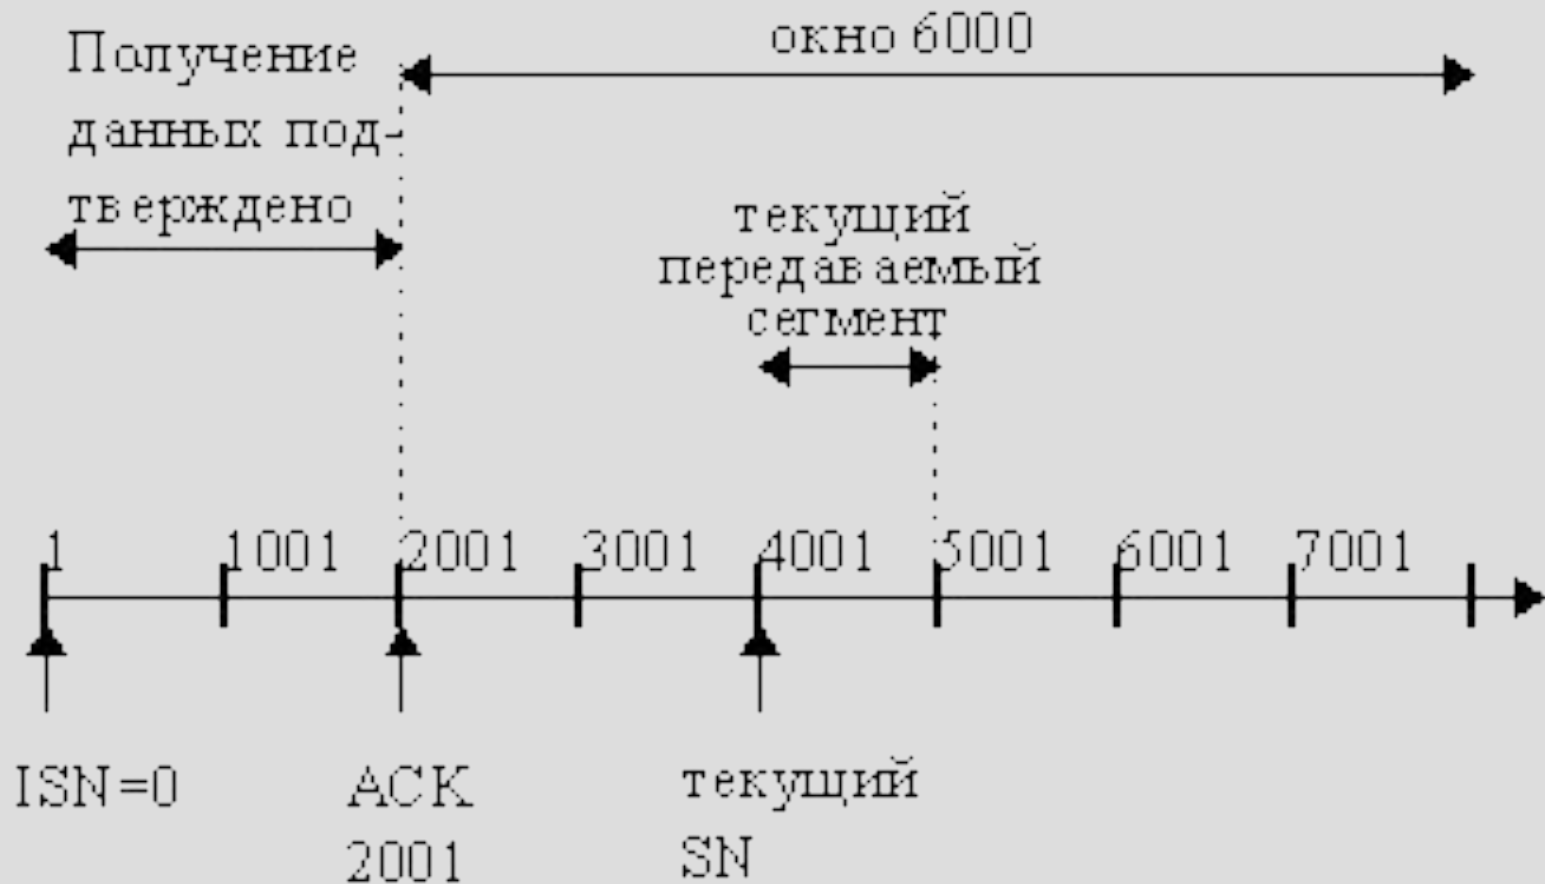 Получение
данных под-
тверждено
окно 6000
текущий
передаваемый
сегмент
1 1001 2001 3001 4001 5001 6001 7001
ISN=0
ACK
2001
текущий
SN